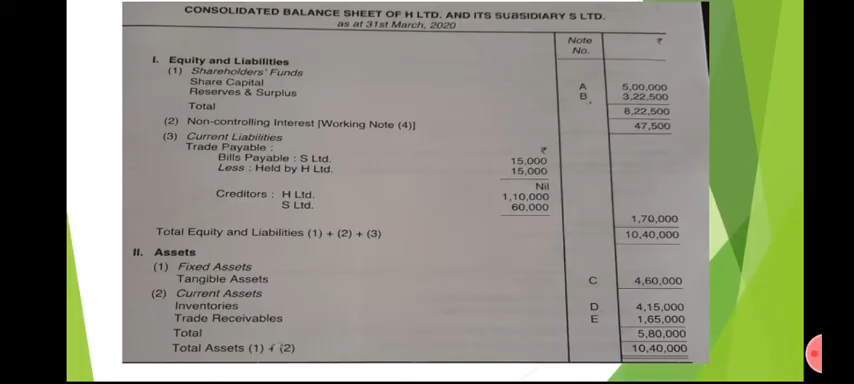 CONSOLIDATED BALANCE SHEET OF H LTD. AND ITS SUBSIDIARY S LTD.
as at 31st March, 2020
Note No. ₹
I. Equity and Liabilities
(1) Shareholders' Funds
Share Capital A 5,00,000
Reserves & Surplus B 3,22,500
Total 8,22,500
(2) Non-controlling Interest [Working Note (4)] 47,500
(3) Current Liabilities
Trade Payable : ₹
Bills Payable : S Ltd. 15,000
Less : Held by H Ltd. 15,000
Nil
Creditors : H Ltd. 1,10,000
S Ltd. 60,000 1,70,000
Total Equity and Liabilities (1) + (2) + (3) 10,40,000
II. Assets
(1) Fixed Assets
Tangible Assets C 4,60,000
(2) Current Assets
Inventories D 4,15,000
Trade Receivables E 1,65,000
Total 5,80,000
Total Assets (1) + (2) 10,40,000